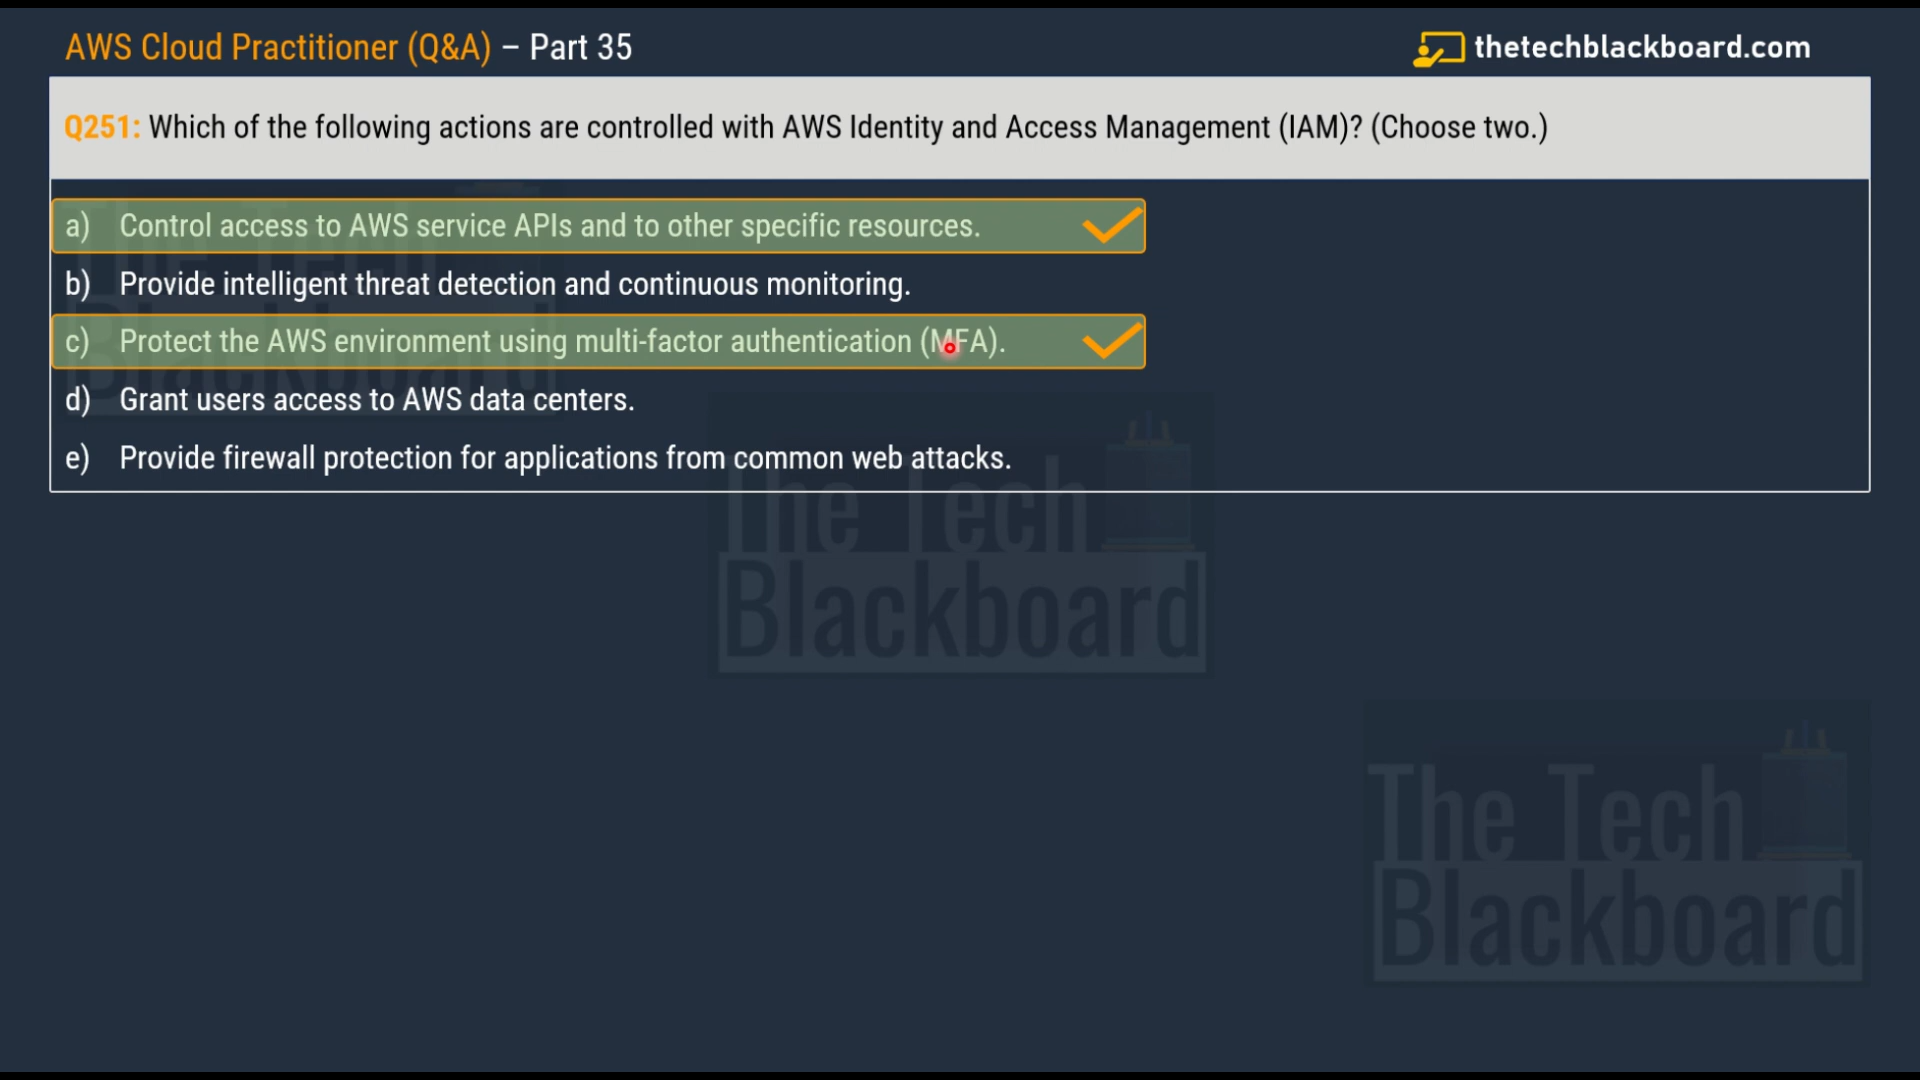 AWS Cloud Practitioner (Q&A) – Part 35
thetechblackboard.com
Q251: Which of the following actions are controlled with AWS Identity and Access Management (IAM)? (Choose two.)
a) Control access to AWS service APIs and to other specific resources.
b) Provide intelligent threat detection and continuous monitoring.
c) Protect the AWS environment using multi-factor authentication (MFA).
d) Grant users access to AWS data centers.
e) Provide firewall protection for applications from common web attacks.
The Tech
Blackboard
The Tech
Blackboard
The Tech
Blackboard